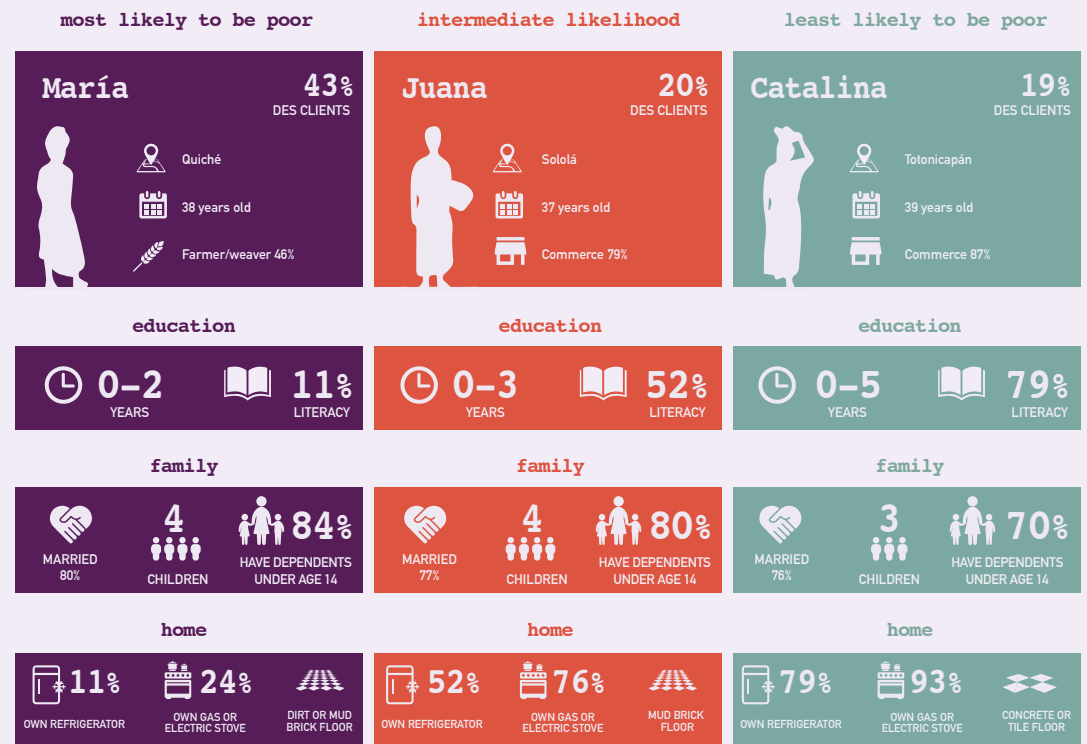 most likely to be poor
María
43%
DES CLIENTS
Quiché
38 years old
Farmer/weaver 46%
education
0–2
YEARS
11%
LITERACY
family
MARRIED
80%
4
CHILDREN
84%
HAVE DEPENDENTS
UNDER AGE 14
home
11%
OWN REFRIGERATOR
24%
OWN GAS OR
ELECTRIC STOVE
DIRT OR MUD
BRICK FLOOR
intermediate likelihood
Juana
20%
DES CLIENTS
Sololá
37 years old
Commerce 79%
education
0–3
YEARS
52%
LITERACY
family
MARRIED
77%
4
CHILDREN
80%
HAVE DEPENDENTS
UNDER AGE 14
home
52%
OWN REFRIGERATOR
76%
OWN GAS OR
ELECTRIC STOVE
MUD BRICK
FLOOR
least likely to be poor
Catalina
19%
DES CLIENTS
Totonicapán
39 years old
Commerce 87%
education
0–5
YEARS
79%
LITERACY
family
MARRIED
76%
3
CHILDREN
70%
HAVE DEPENDENTS
UNDER AGE 14
home
79%
OWN REFRIGERATOR
93%
OWN GAS OR
ELECTRIC STOVE
CONCRETE OR
TILE FLOOR